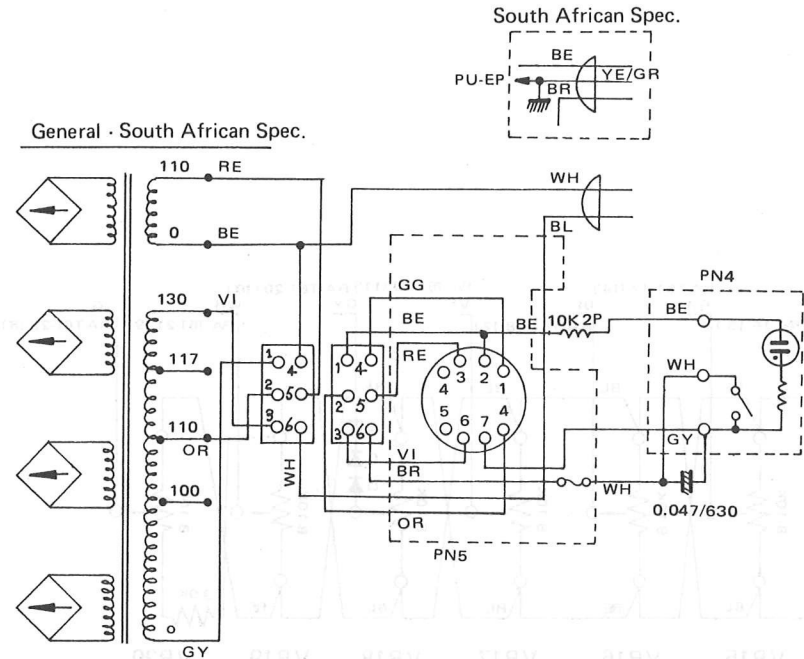 South African Spec.
BE
PU-EP
YE/GR
BR
General · South African Spec.
110 RE
WH
0 BE
BL
PN4
GG
130 VI
BE
BE
10K 2P
BE
RE
117
1 4
1 4
3 2
WH
2 5
2 5
4 1
5 4
6 7
110
OR
3 6
3 6
GY
VI
BR
WH
WH
100
OR
0.047/630
PN5
0
GY